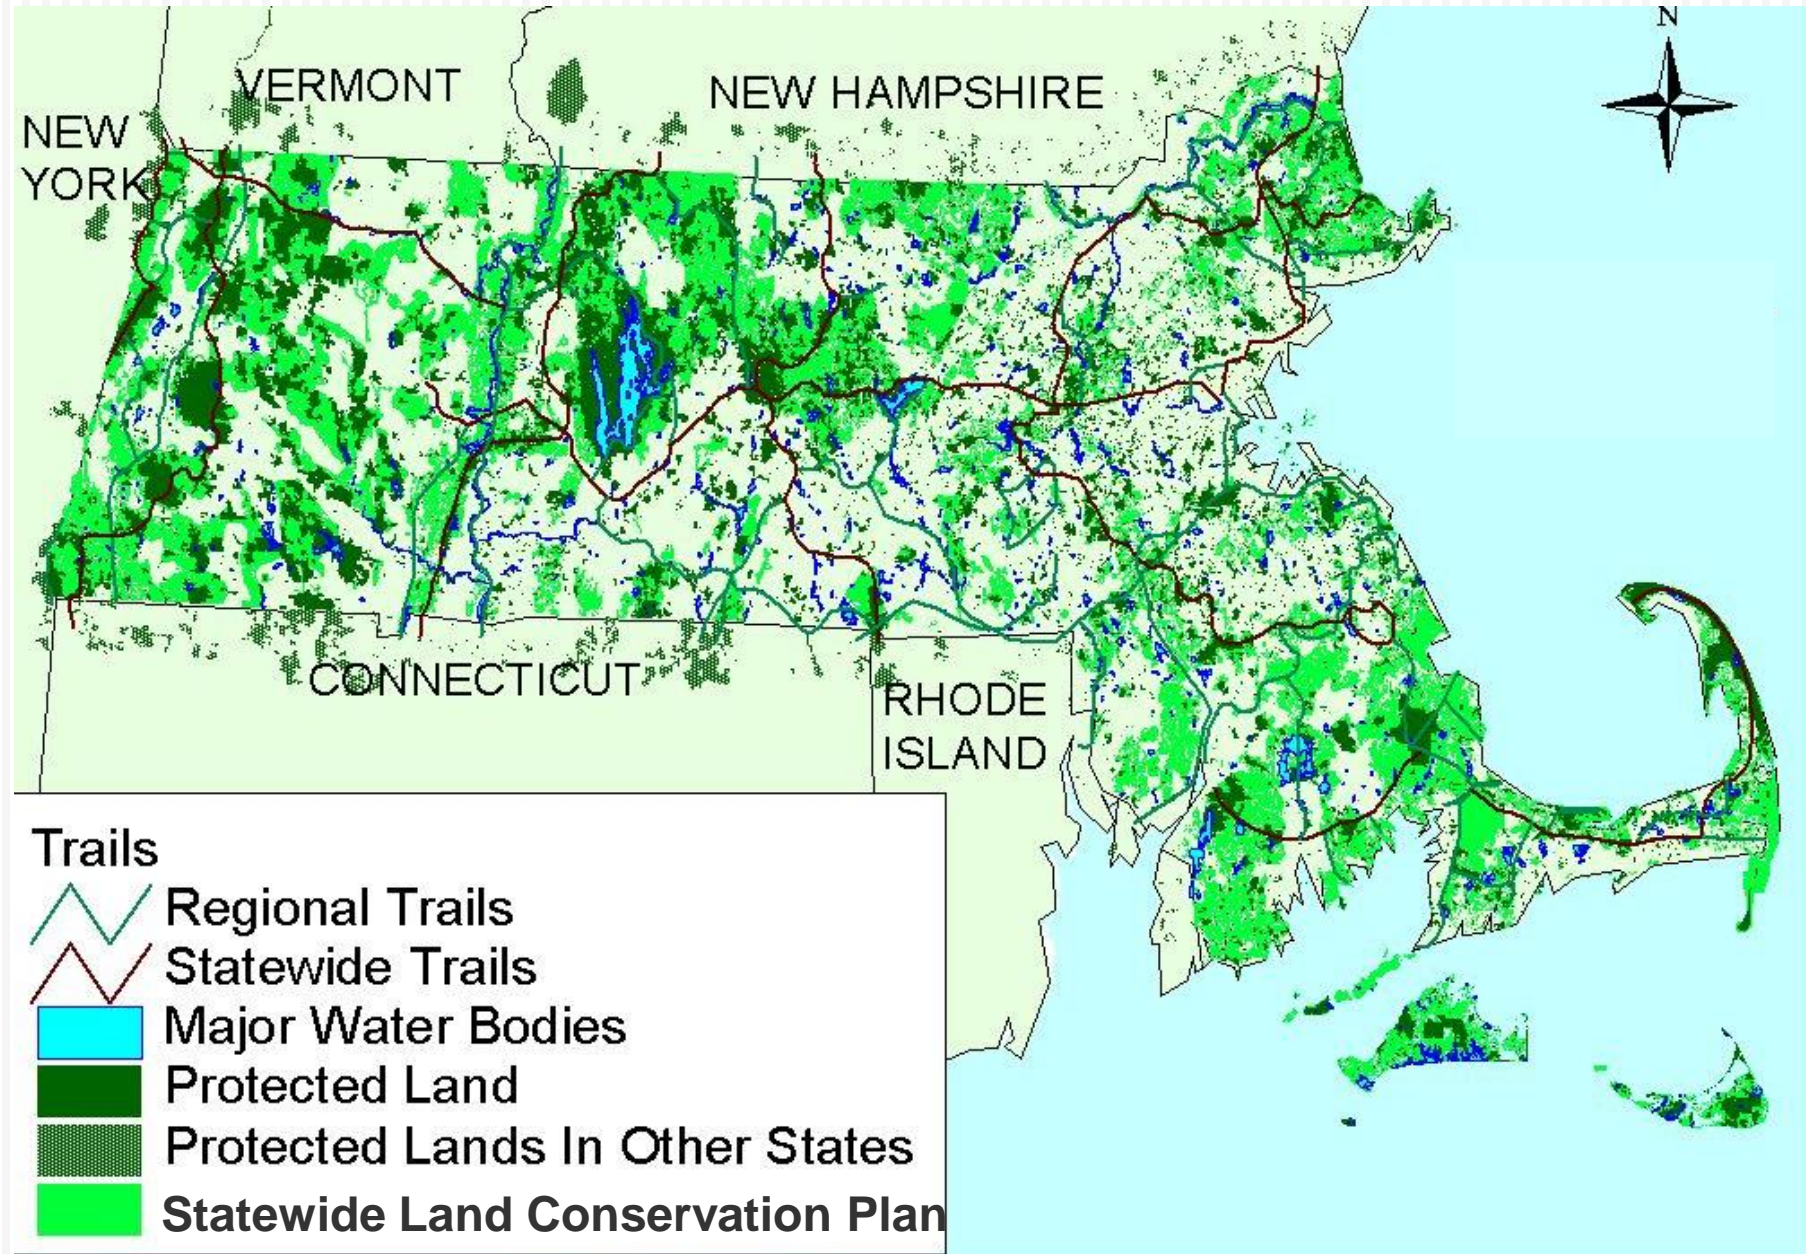 N
VERMONT
NEW HAMPSHIRE
NEW
YORK
CONNECTICUT
RHODE
ISLAND
Trails
Regional Trails
Statewide Trails
Major Water Bodies
Protected Land
Protected Lands In Other States
Statewide Land Conservation Plan